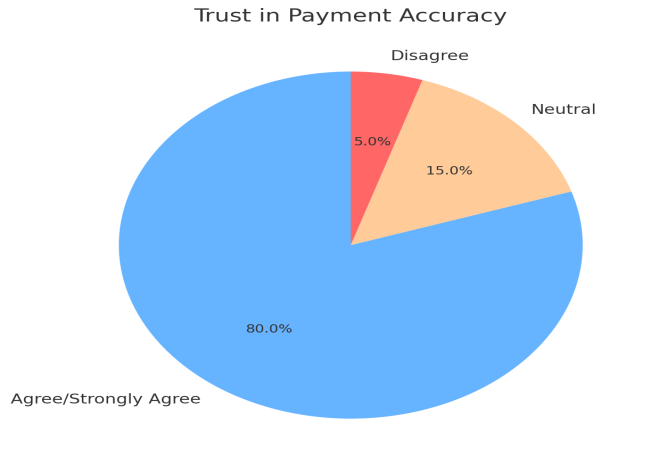 Trust in Payment Accuracy
Disagree
Neutral
5.0%
15.0%
80.0%
Agree/Strongly Agree